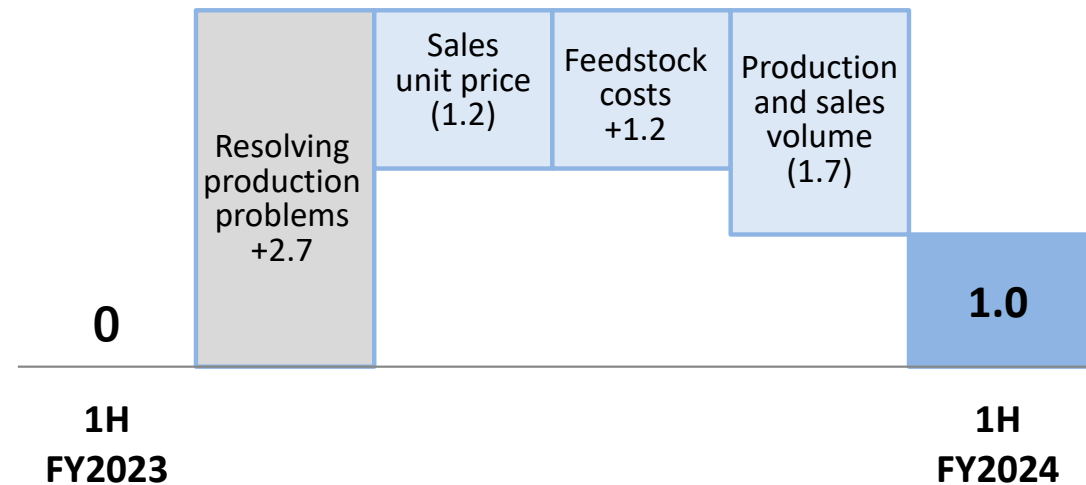 0
1H
FY2023
Resolving
production
problems
+2.7
Sales
unit price
(1.2)
Feedstock
costs
+1.2
Production
and sales
volume
(1.7)
1.0
1H
FY2024